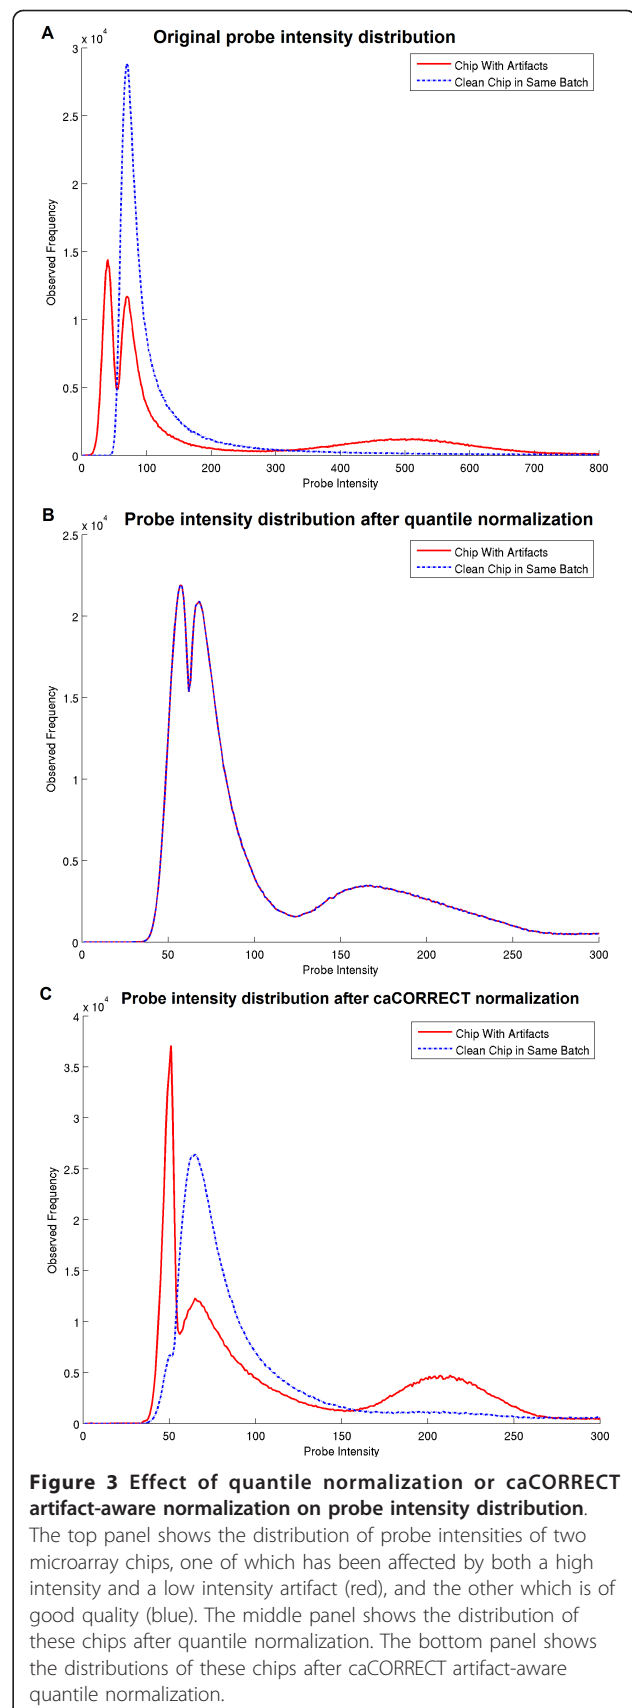 A
Original probe intensity distribution
x 10^4
3
2.5
2
1.5
1
0.5
0
Observed Frequency
Chip With Artifacts
Clean Chip in Same Batch
0 100 200 300 400 500 600 700 800
Probe Intensity
B
Probe intensity distribution after quantile normalization
x 10^4
2.5
2
1.5
1
0.5
0
Observed Frequency
Chip With Artifacts
Clean Chip in Same Batch
0 50 100 150 200 250 300
Probe Intensity
C
Probe intensity distribution after caCORRECT normalization
x 10^4
4
3.5
3
2.5
2
1.5
1
0.5
0
Observed Frequency
Chip With Artifacts
Clean Chip in Same Batch
0 50 100 150 200 250 300
Probe Intensity
Figure 3 Effect of quantile normalization or caCORRECT
artifact-aware normalization on probe intensity distribution.
The top panel shows the distribution of probe intensities of two
microarray chips, one of which has been affected by both a high
intensity and a low intensity artifact (red), and the other which is of
good quality (blue). The middle panel shows the distribution of
these chips after quantile normalization. The bottom panel shows
the distributions of these chips after caCORRECT artifact-aware
quantile normalization.